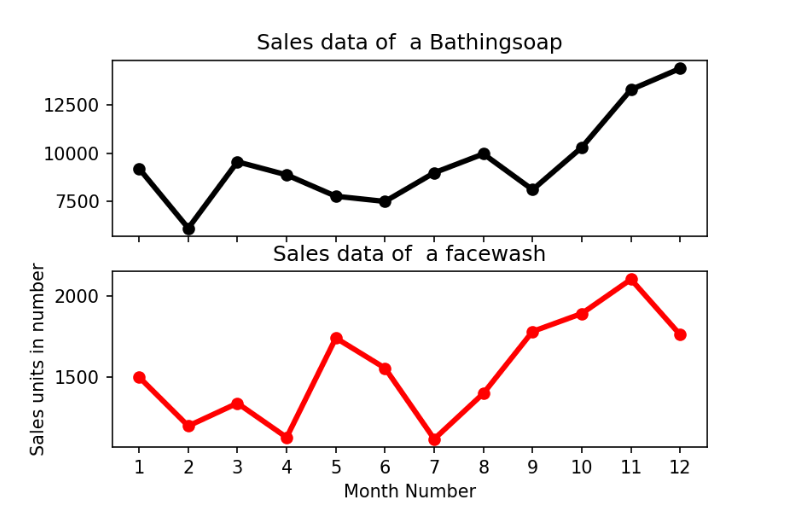 Sales data of  a Bathingsoap
12500
10000
7500
Sales data of  a facewash
Sales units in number
2000
1500
1 2 3 4 5 6 7 8 9 10 11 12
Month Number